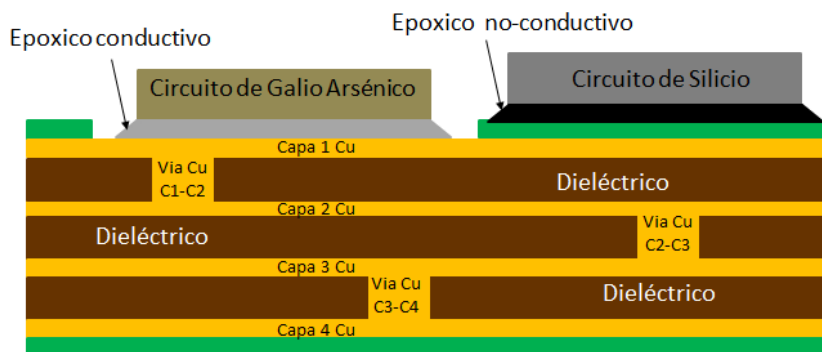 Epoxico conductivo
Epoxico no-conductivo
Circuito de Galio Arsénico
Circuito de Silicio
Capa 1 Cu
Via Cu
C1-C2
Dieléctrico
Capa 2 Cu
Dieléctrico
Via Cu
C2-C3
Capa 3 Cu
Via Cu
C3-C4
Dieléctrico
Capa 4 Cu